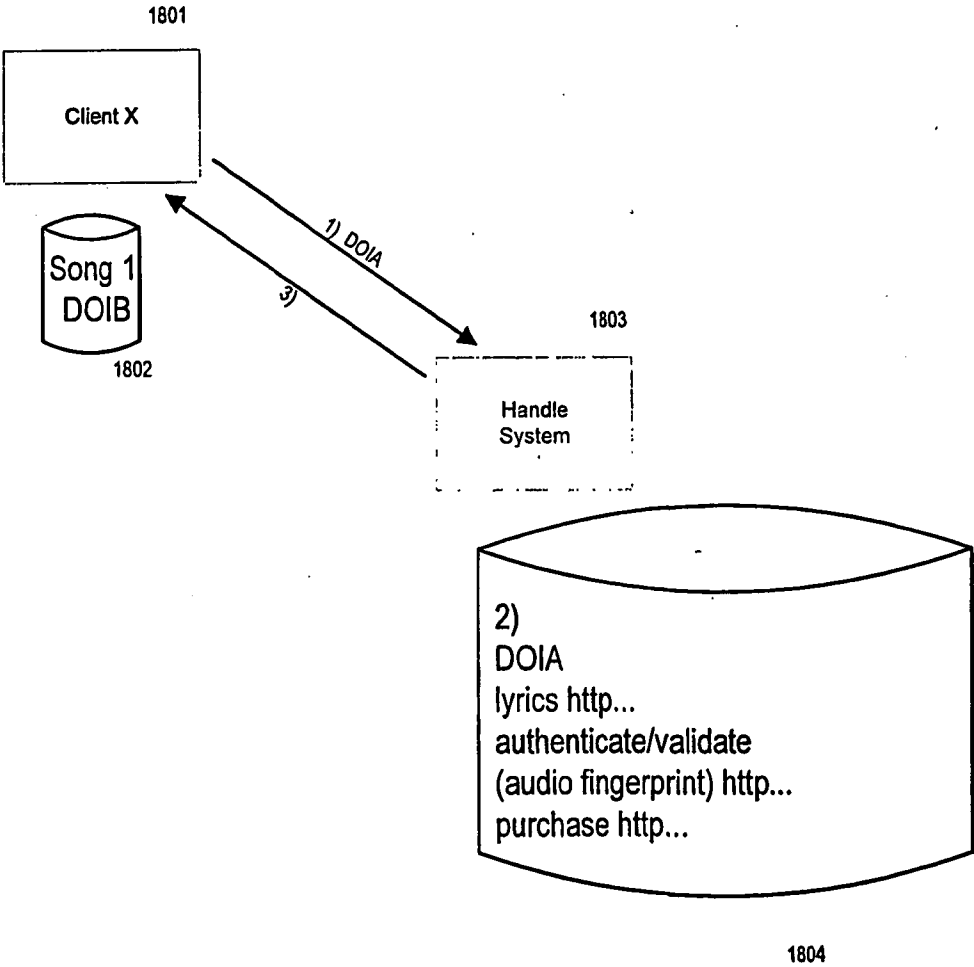 1801
Client X
1) DOIA
3)
Song 1
DOIB
1802
1803
Handle
System
2)
DOIA
lyrics http...
authenticate/validate
(audio fingerprint) http...
purchase http...
1804